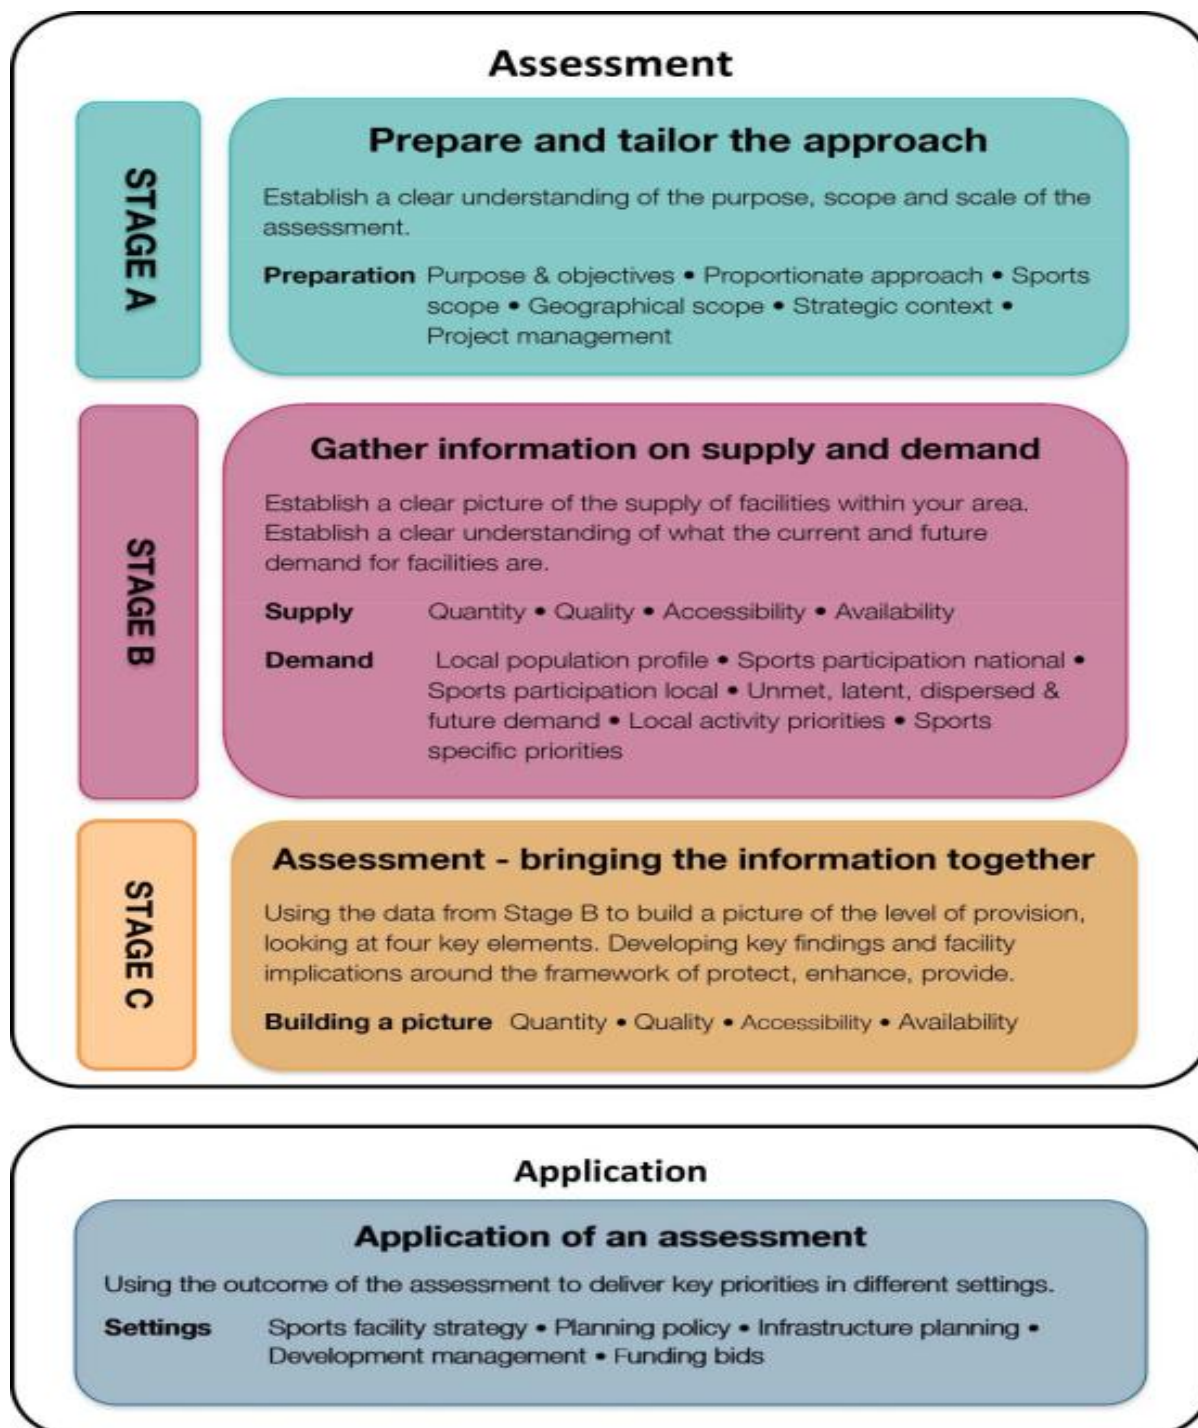 Assessment
STAGE A
Prepare and tailor the approach
Establish a clear understanding of the purpose, scope and scale of the
assessment.
Preparation Purpose & objectives • Proportionate approach • Sports
scope • Geographical scope • Strategic context •
Project management
STAGE B
Gather information on supply and demand
Establish a clear picture of the supply of facilities within your area.
Establish a clear understanding of what the current and future
demand for facilities are.
Supply Quantity • Quality • Accessibility • Availability
Demand Local population profile • Sports participation national •
Sports participation local • Unmet, latent, dispersed &
future demand • Local activity priorities • Sports
specific priorities
STAGE C
Assessment - bringing the information together
Using the data from Stage B to build a picture of the level of provision,
looking at four key elements. Developing key findings and facility
implications around the framework of protect, enhance, provide.
Building a picture Quantity • Quality • Accessibility • Availability
Application
Application of an assessment
Using the outcome of the assessment to deliver key priorities in different settings.
Settings Sports facility strategy • Planning policy • Infrastructure planning •
Development management • Funding bids